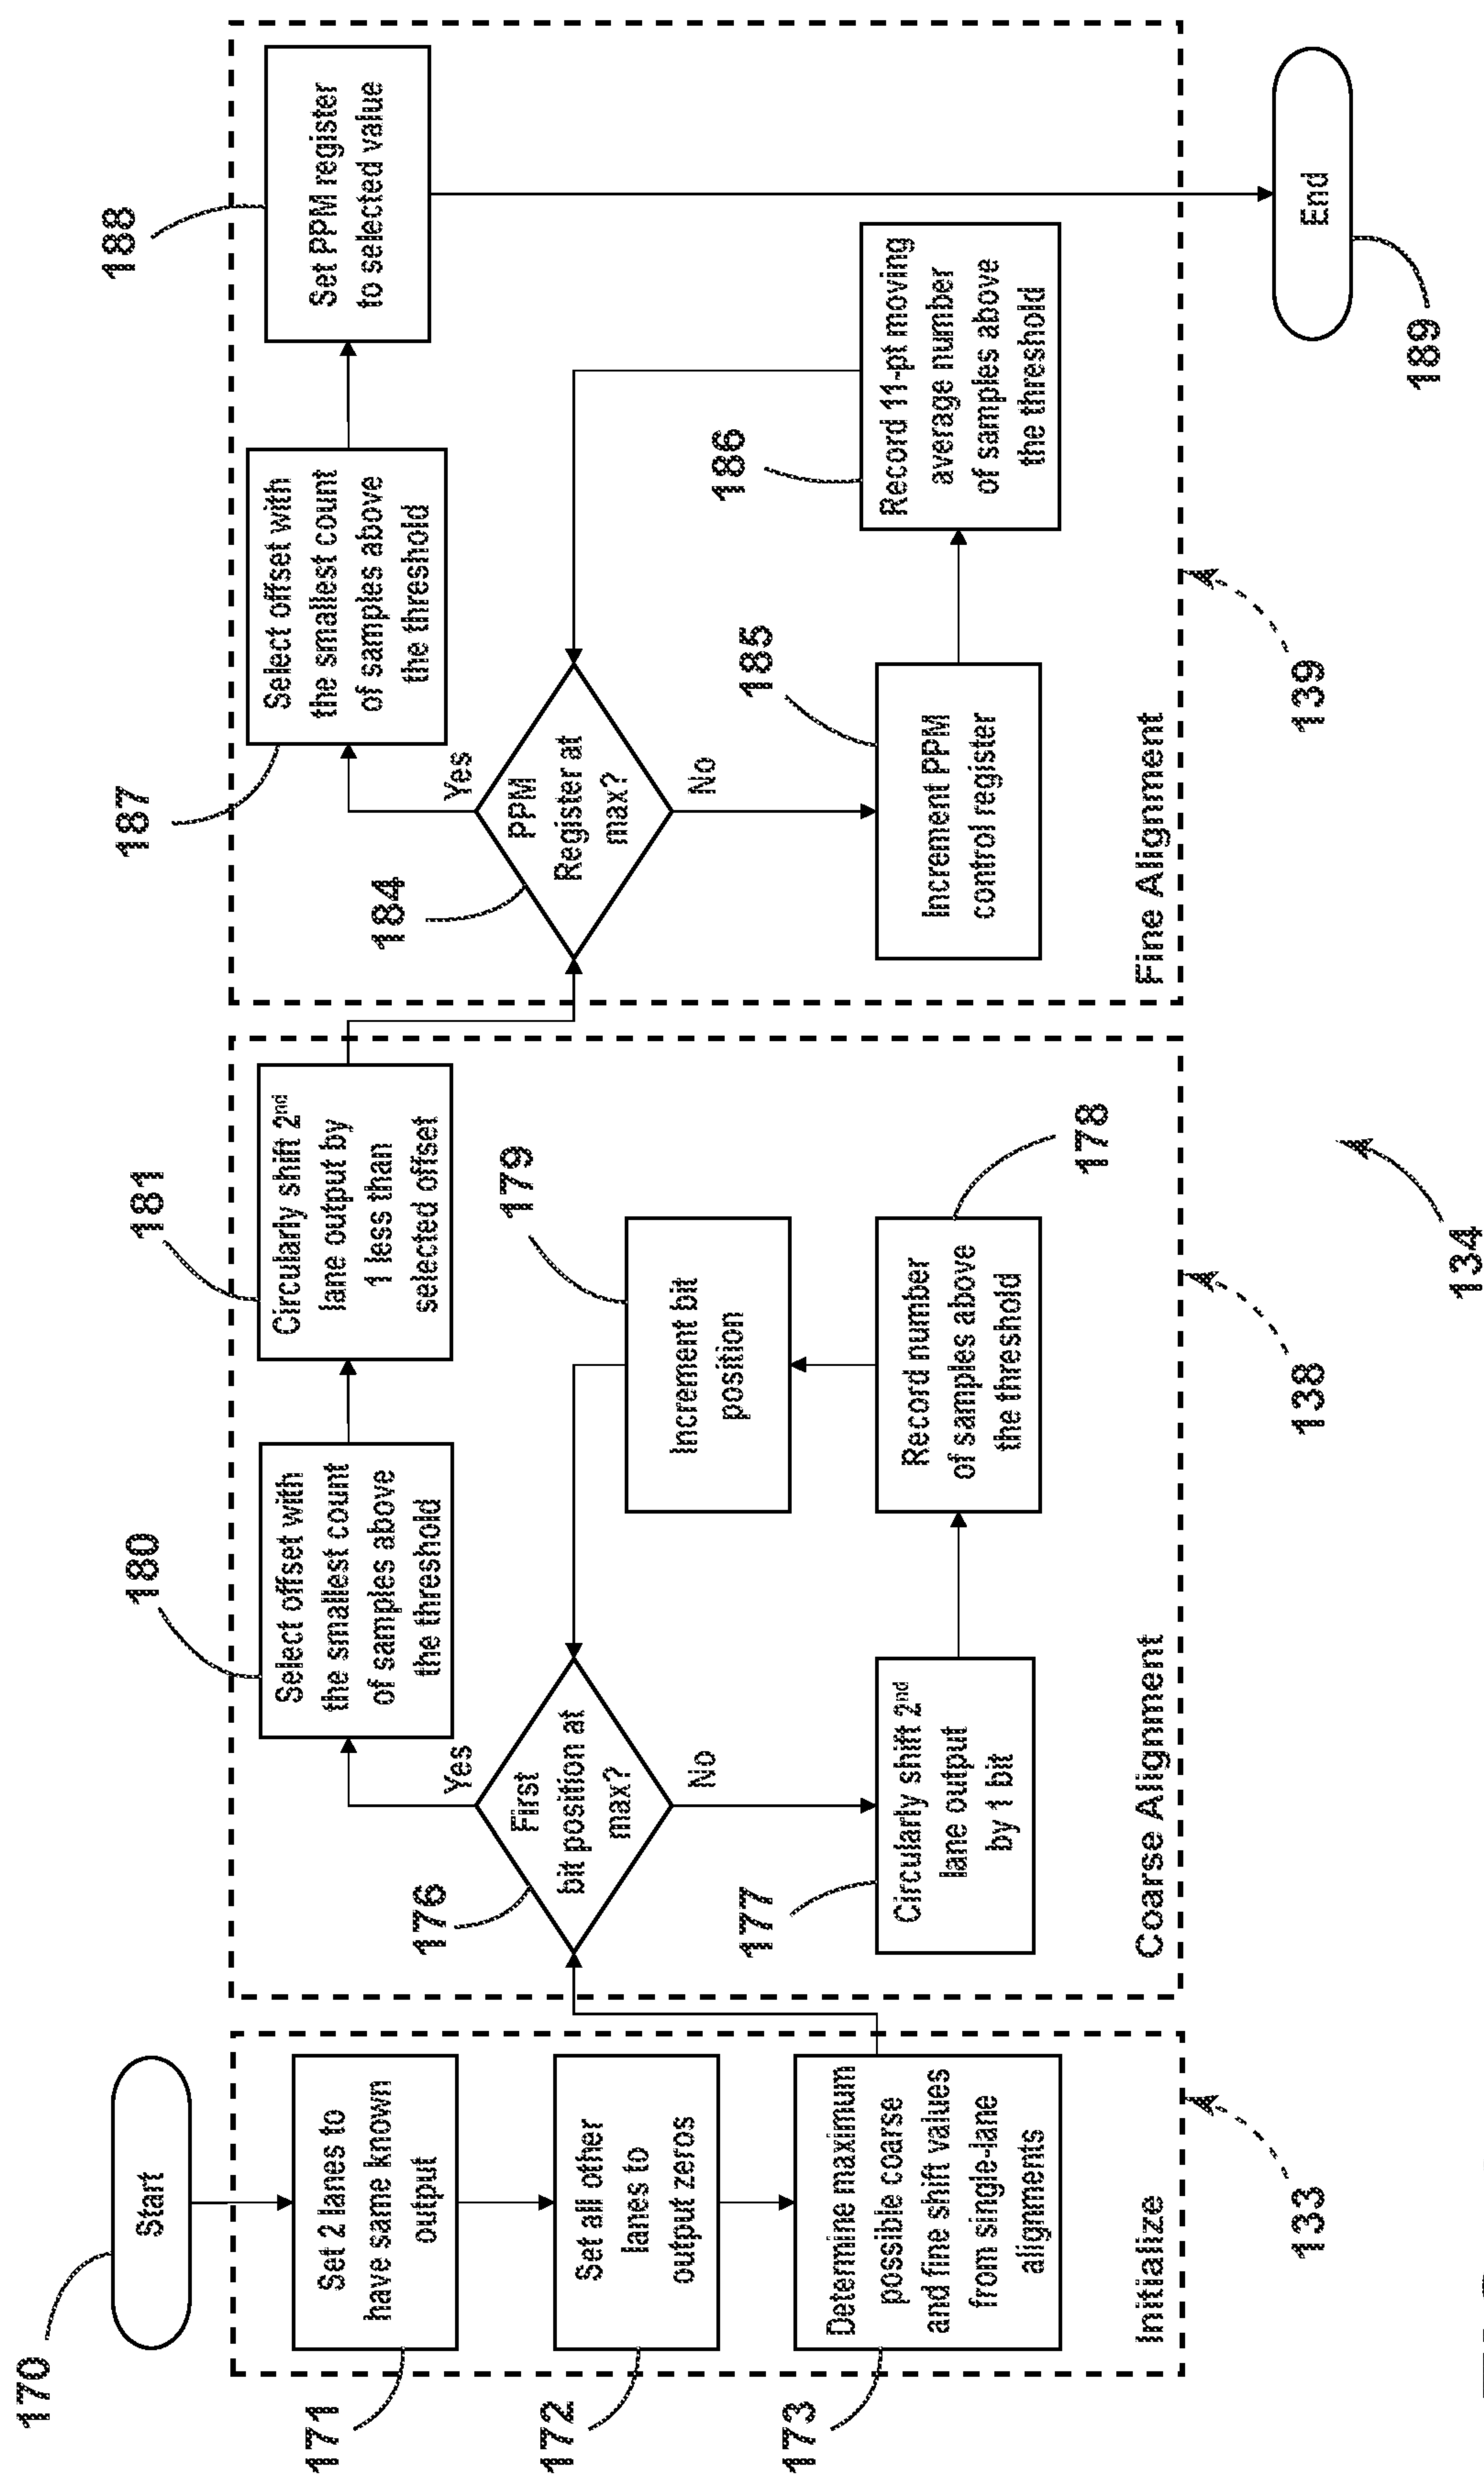 170
Start
171
Set 2 lanes to
have same known
output
172
Set all other
lanes to
output zeros
173
Determine maximum
possible coarse
and fine shift values
from single-lane
alignments
Initialize
133
176
First
bit position at
max?
Yes
No
177
Circularly shift 2nd
lane output
by 1 bit
178
Record number
of samples above
the threshold
179
Increment bit
position
180
Select offset with
the smallest count
of samples above
the threshold
181
Circularly shift 2nd
lane output by
1 less than
selected offset
Coarse Alignment
138
134
184
PPM
Register at
max?
Yes
No
185
Increment PPM
control register
186
Record 11-pt moving
average number
of samples above
the threshold
187
Select offset with
the smallest count
of samples above
the threshold
188
Set PPM register
to selected value
Fine Alignment
139
End
189